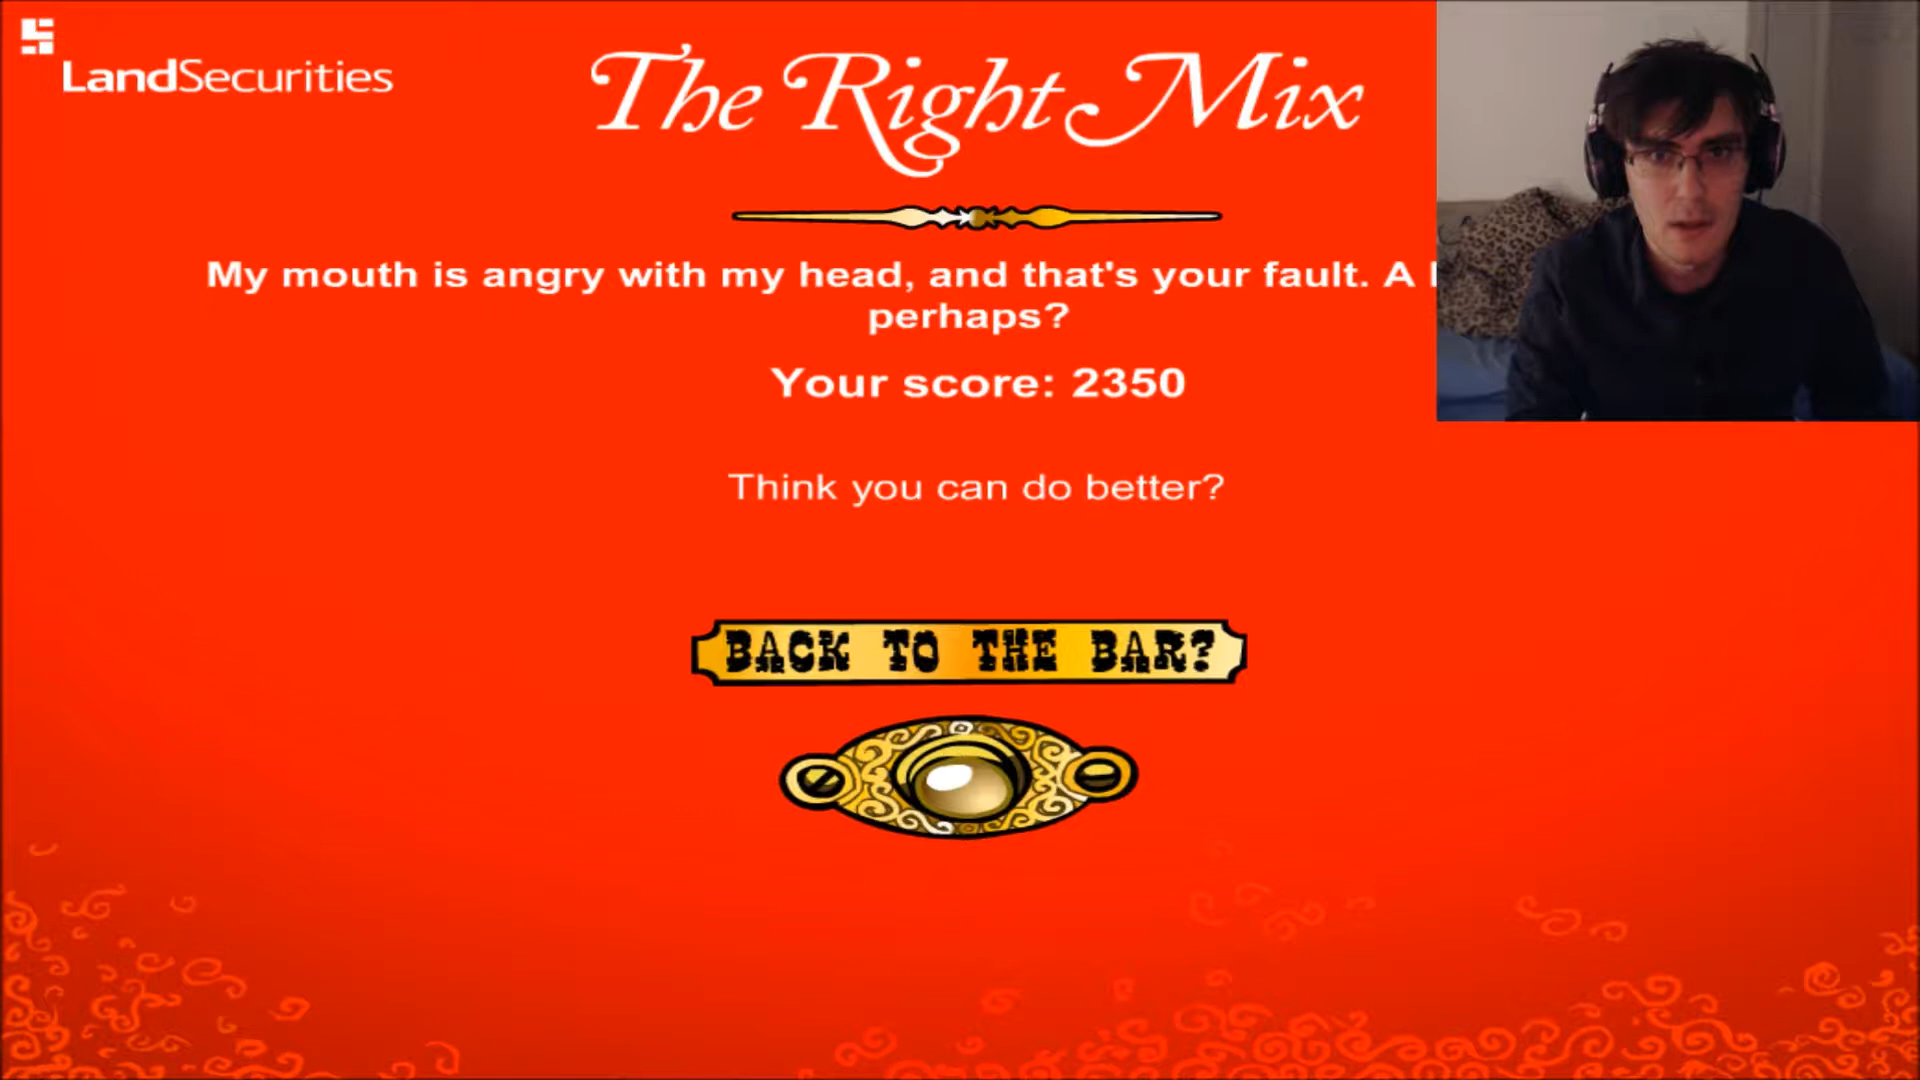 LandSecurities
The Right Mix
My mouth is angry with my head, and that's your fault. A
perhaps?
Your score: 2350
Think you can do better?
BACK TO THE BAR?